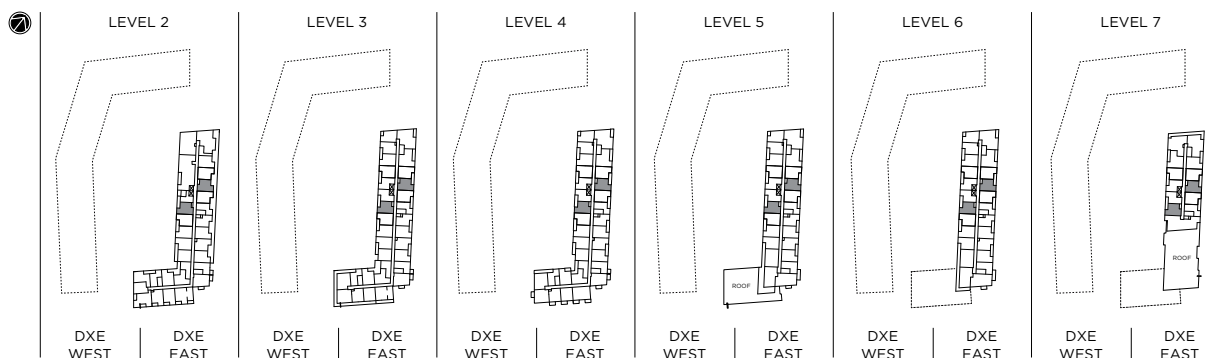 LEVEL 2
LEVEL 3
LEVEL 4
LEVEL 5
LEVEL 6
LEVEL 7
ROOF
ROOF
DXE
WEST
DXE
EAST
DXE
WEST
DXE
EAST
DXE
WEST
DXE
EAST
DXE
WEST
DXE
EAST
DXE
WEST
DXE
EAST
DXE
WEST
DXE
EAST